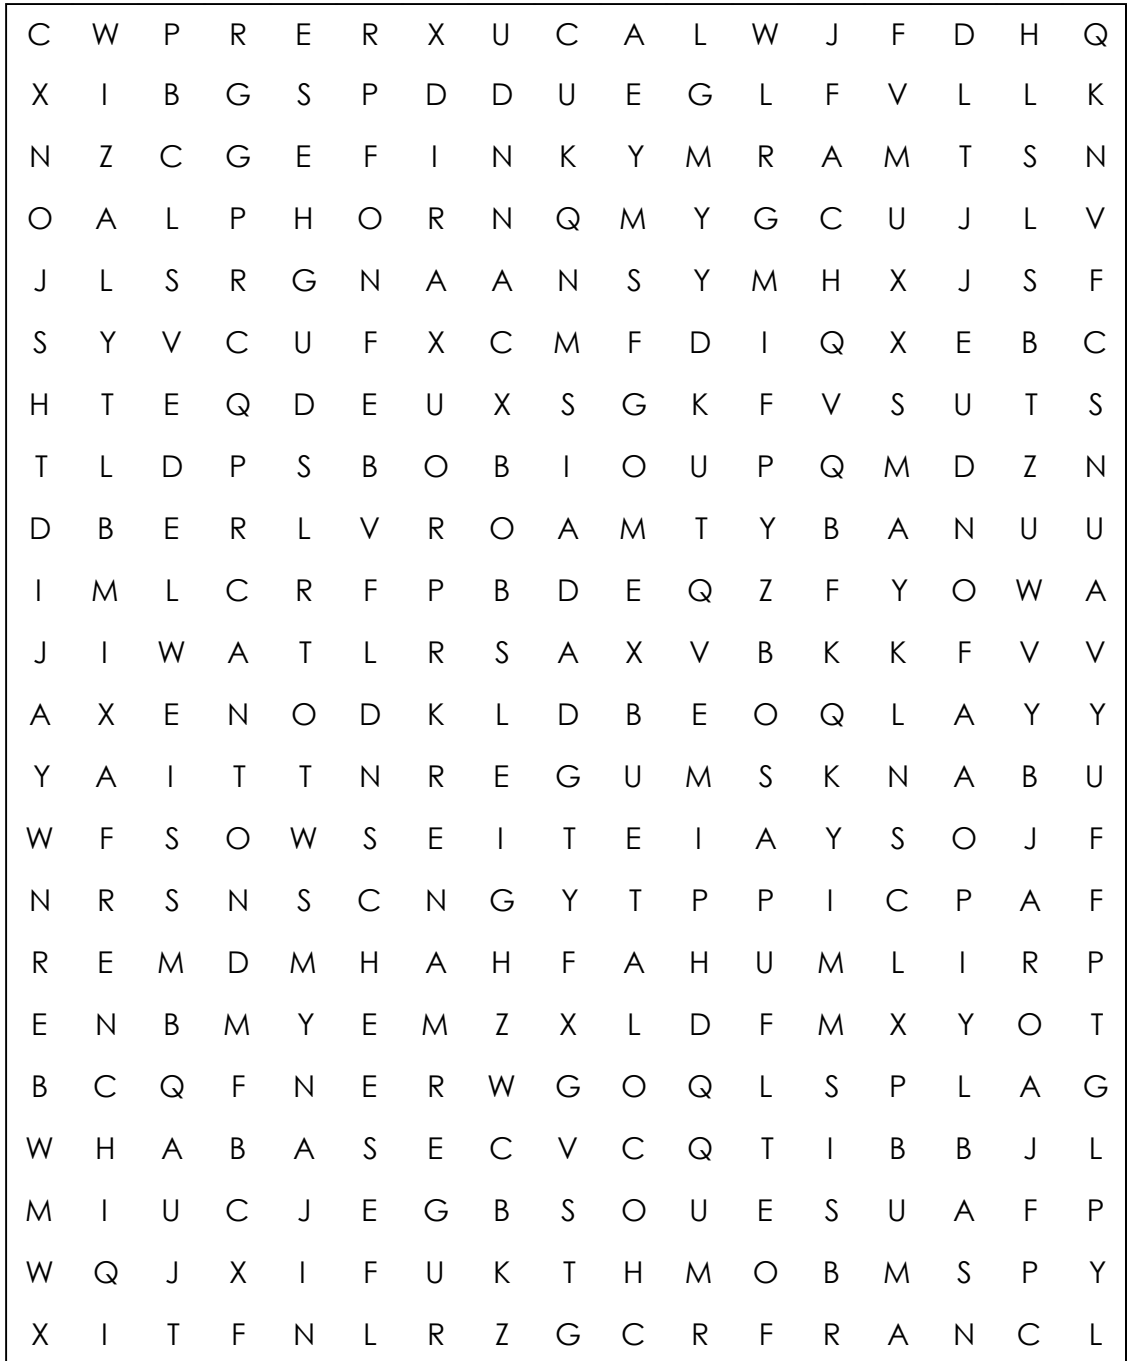 C W P R E R X U C A L W J F D H Q
X I B G S P D D U E G L F V L L K
N Z C G E F I N K Y M R A M T S N
O A L P H O R N Q M Y G C U J L V
J L S R G N A A N S Y M H X J S F
S Y V C U F X C M F D I Q X E B C
H T E Q D E U X S G K F V S U T S
T L D P S B O B I O U P Q M D Z N
D B E R L V R O A M T Y B A N U U
I M L C R F P B D E Q Z F Y O W A
J I W A T L R S A X V B K K F V V
A X E N O D K L D B E O Q L A Y Y
Y A I T T N R E G U M S K N A B U
W F S O W S E I T E I A Y S O J F
N R S N S C N G Y T P P I C P A F
R E M D M H A H F A H U M L I R P
E N B M Y E M Z X L D F M X Y O T
B C Q F N E R W G O Q L S P L A G
W H A B A S E C V C Q T I B B J L
M I U C J E G B S O U E S U A F P
W Q J X I F U K T H M O B M S P Y
X I T F N L R Z G C R F R A N C L